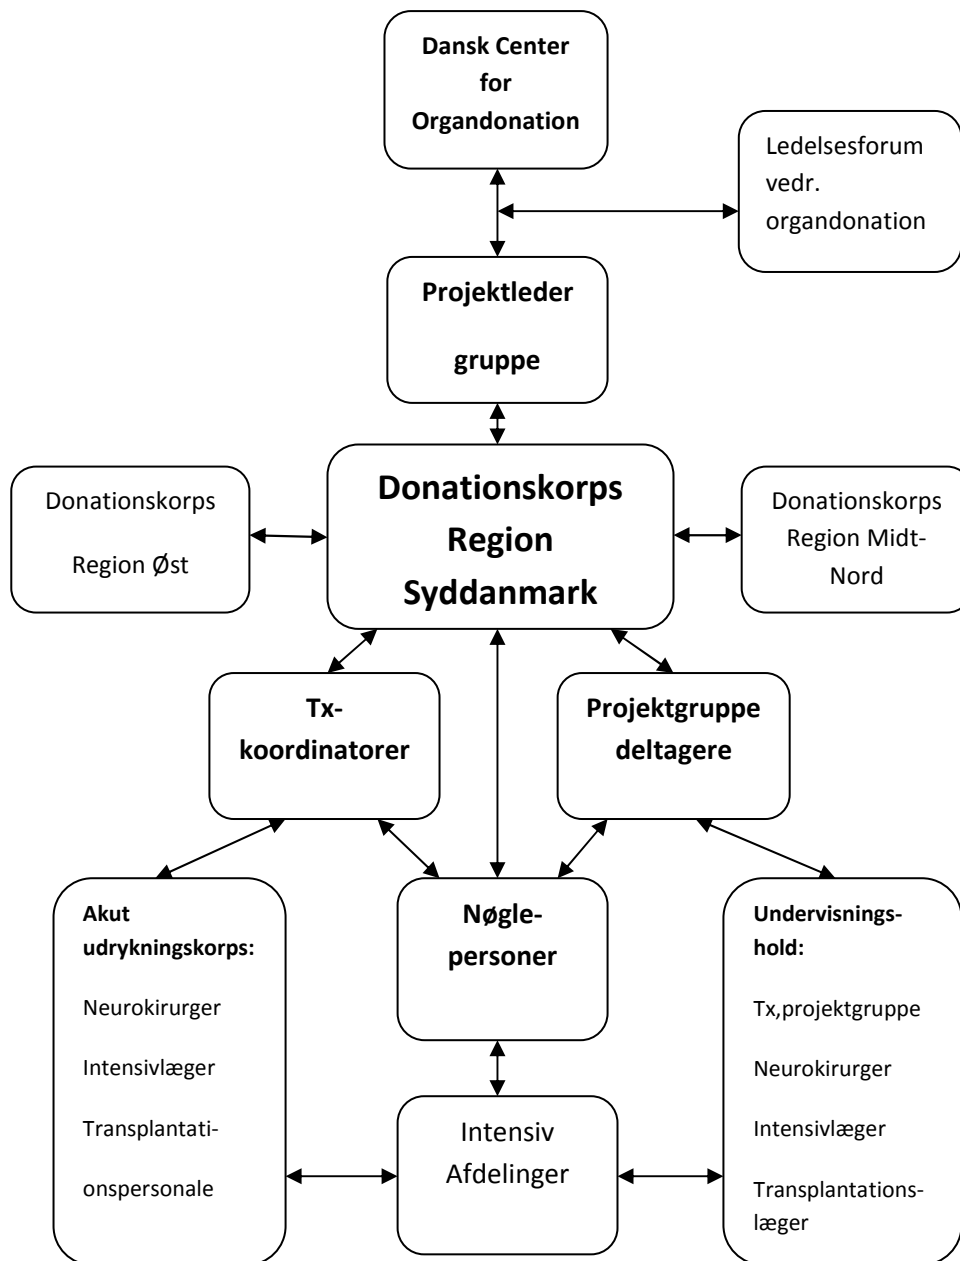 Dansk Center
for
Organdonation
Ledelsesforum
vedr.
organdonation
Projektleder
gruppe
Donationskorps
Region Øst
Donationskorps
Region
Syddanmark
Donationskorps
Region Midt-
Nord
Tx-
koordinatorer
Projektgruppe
deltagere
Akut
udrykningskorps:
Neurokirurger
Intensivlæger
Transplantati-
onspersonale
Nøgle-
personer
Undervisnings-
hold:
Tx,projektgruppe
Neurokirurger
Intensivlæger
Transplantations-
læger
Intensiv
Afdelinger